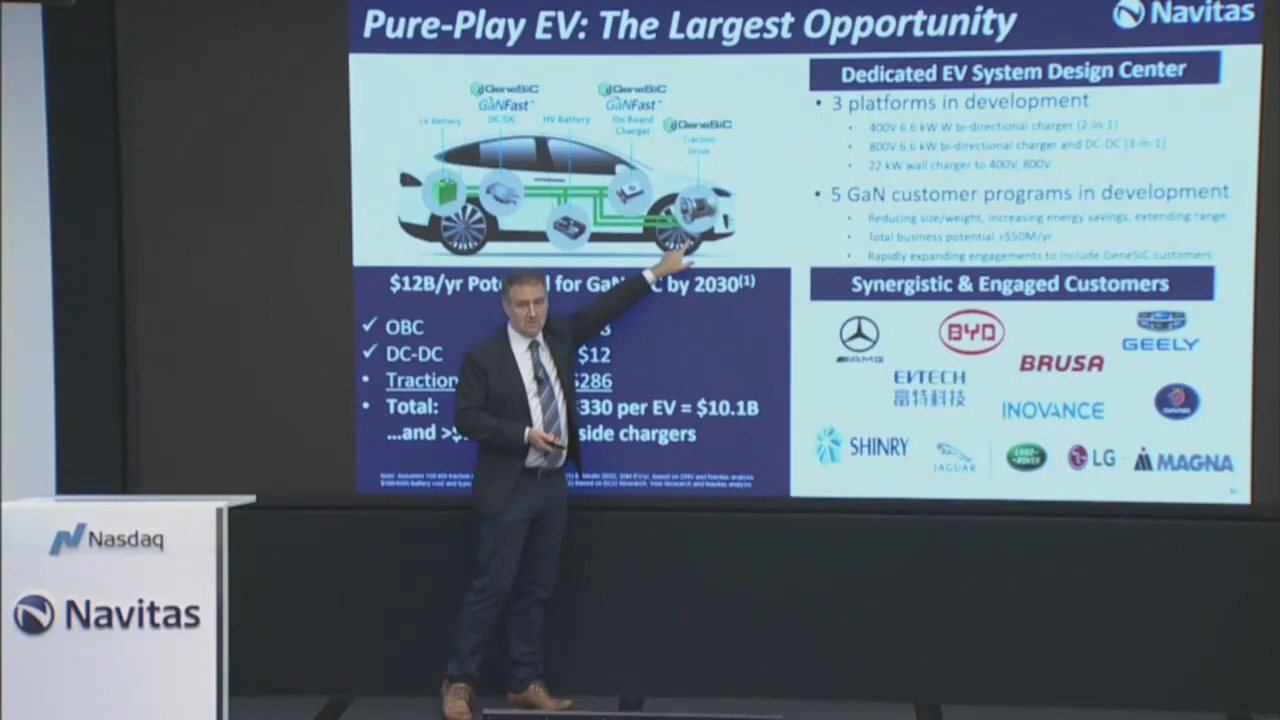 Pure-Play EV: The Largest Opportunity
Navitas
GeneSiC
GaNFast™
DC/DC
GeneSiC
GaNFast™
On Board
Charger
LV Battery
HV Battery
GeneSiC
Traction
Drive
$12B/yr for GaN by 2030(1)
✓ OBC
✓ DC-DC $12
• Traction $286
• Total: $330 per EV = $10.1B
...and side chargers
Dedicated EV System Design Center
• 3 platforms in development
• 400V 6.6 kW W bi-directional charger (2-in-1)
• 800V 6.6 kW bi-directional charger and DC-DC (3-in-1)
• 22 kW wall charger to 400V, 800V
• 5 GaN customer programs in development
• Reducing size/weight, increasing energy savings, extending range
• Total business potential >$50M/yr
• Rapidly expanding engagements to include GeneSiC customers
Synergistic & Engaged Customers
AMG
BYD
GEELY
BRUSA
EVTECH
富特科技
INOVANCE
SHINRY
JAGUAR
LAND-
ROVER
LG
MAGNA
Nasdaq
Navitas